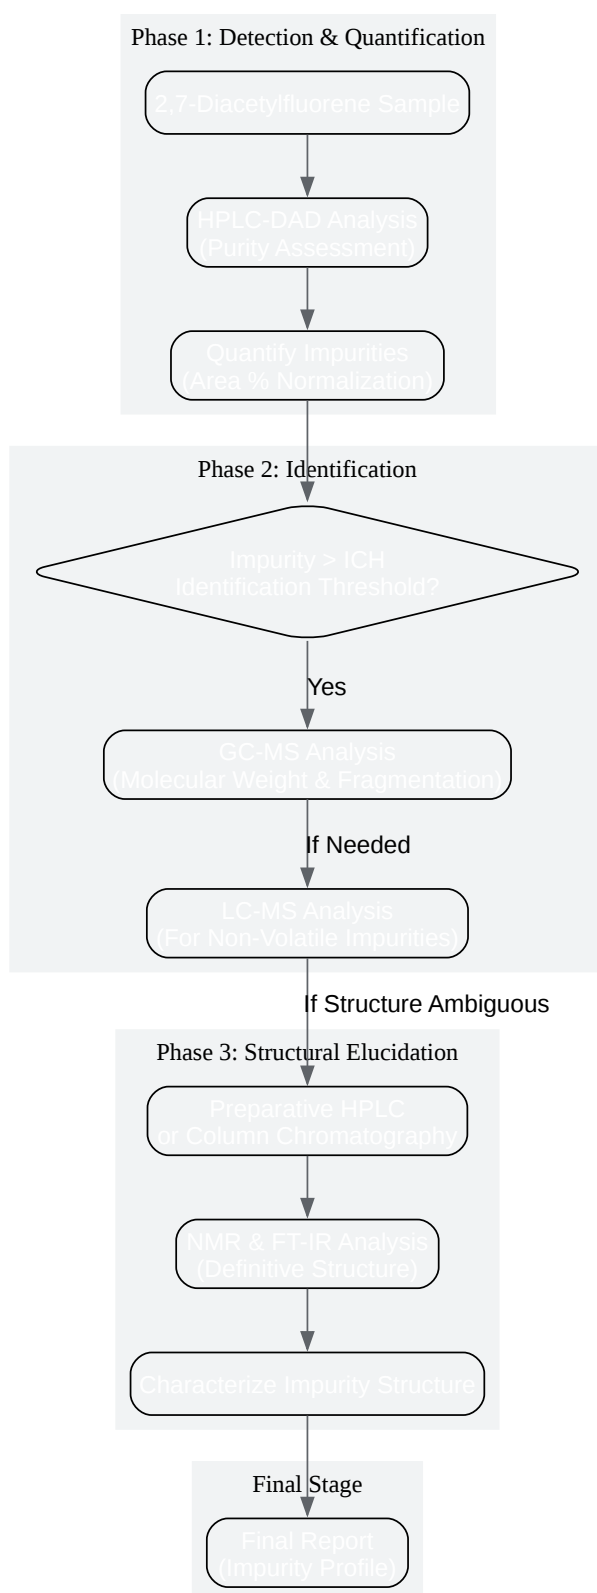 Phase 1: Detection & Quantification
2,7-Diacetylfluorene Sample
HPLC-DAD Analysis
(Purity Assessment)
Quantify Impurities
(Area % Normalization)
Phase 2: Identification
Impurity > ICH
Identification Threshold?
Yes
GC-MS Analysis
(Molecular Weight & Fragmentation)
If Needed
LC-MS Analysis
(For Non-Volatile Impurities)
If Structure Ambiguous
Phase 3: Structural Elucidation
Preparative HPLC
or Column Chromatography
NMR & FT-IR Analysis
(Definitive Structure)
Characterize Impurity Structure
Final Stage
Final Report
(Impurity Profile)